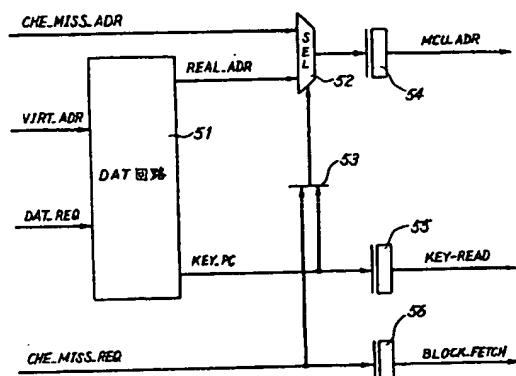 CHE_MISS_ADR
SEL
52
MCU_ADR
54
REAL_ADR
VIRT_ADR
51
DAT回路
53
DAT_REQ
55
KEY_PC
KEY-READ
56
CHE_MISS_REQ
BLOCK_FETCH